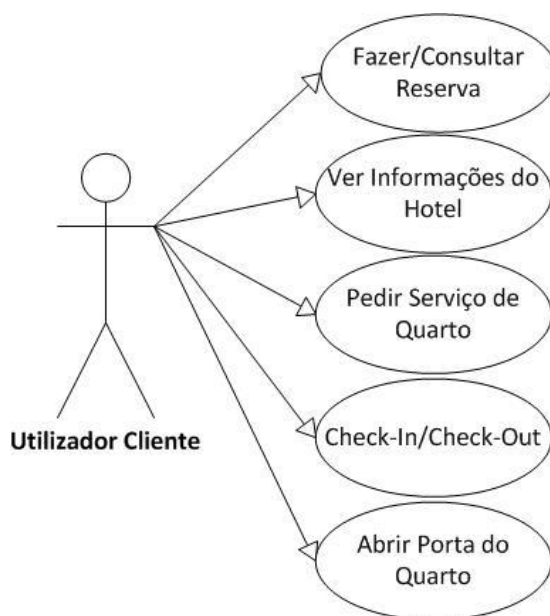 Fazer/Consultar
Reserva
Ver Informações do
Hotel
Pedir Serviço de
Quarto
Utilizador Cliente
Check-In/Check-Out
Abrir Porta do
Quarto